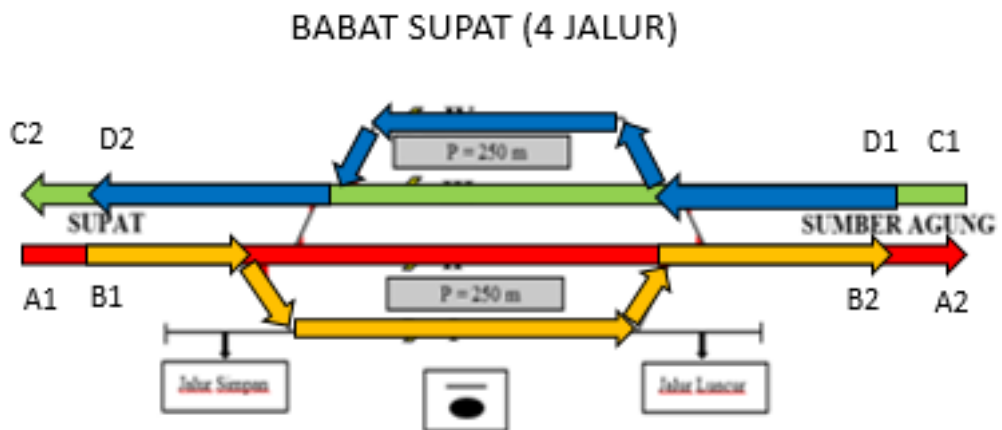 BABAT SUPAT (4 JALUR)
C2
D2
D1
C1
P = 250 m
SUPAT
SUMBER AGUNG
A1
B1
P = 250 m
B2
A2
Jalur Simpan
Jalur Luncur